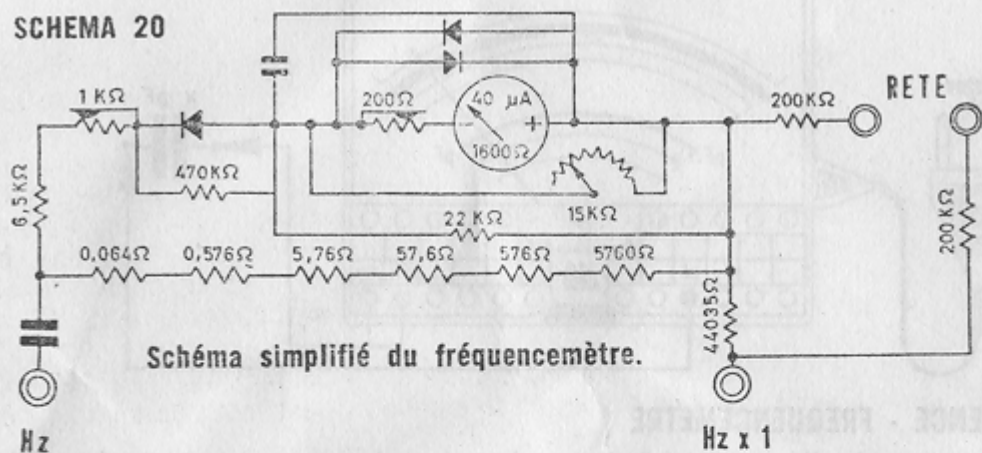 SCHEMA 20
1 KΩ
200Ω
40 µA
+
1600Ω
200KΩ
RETE
470KΩ
15KΩ
6,5KΩ
22 KΩ
200KΩ
0,064Ω
0,576Ω
5,76Ω
57,6Ω
576Ω
5700Ω
44035Ω
Schéma simplifié du fréquencemètre.
Hz
Hz x 1